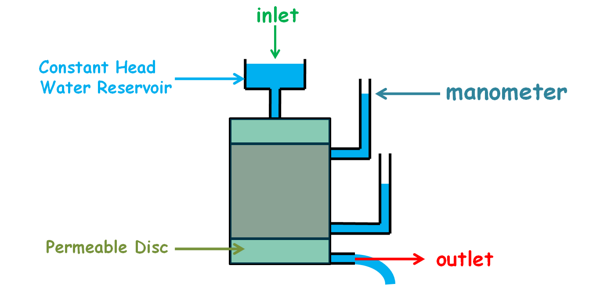 inlet
Constant Head
Water Reservoir
manometer
Permeable Disc
outlet